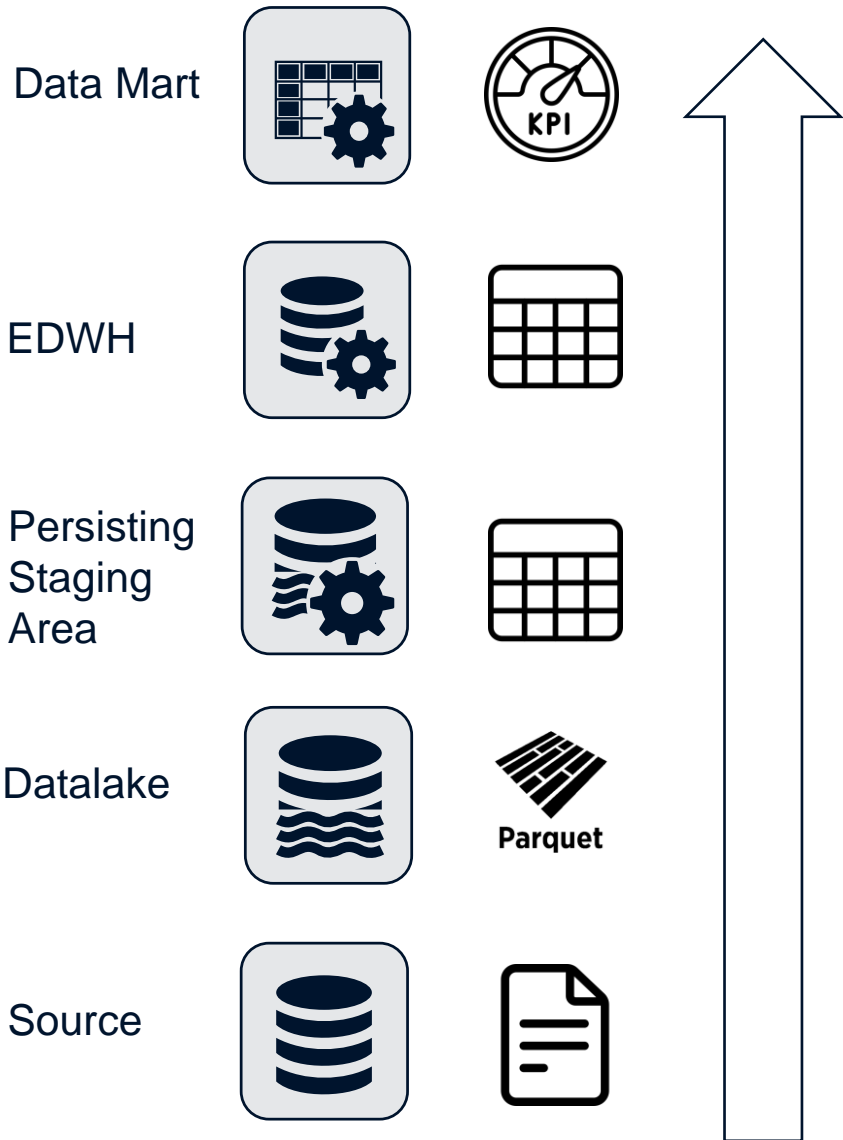 Data Mart
KPI
EDWH
Persisting
Staging
Area
Datalake
Parquet
Source